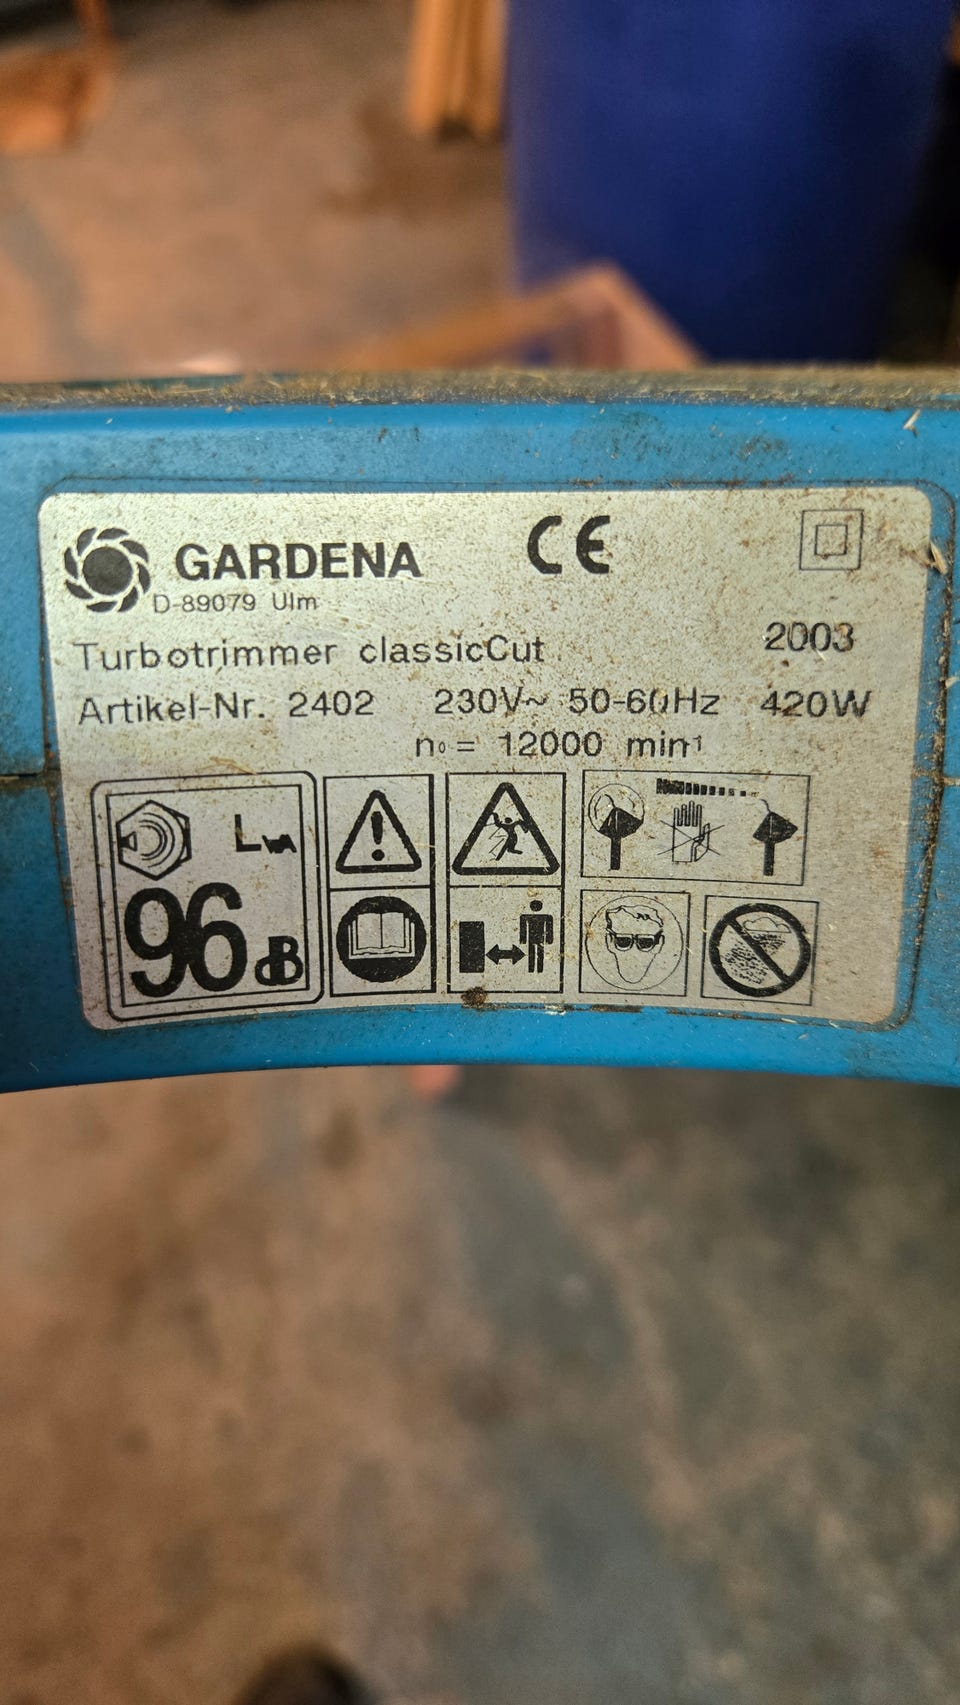 GARDENA CE
D-89079 Ulm
Turbotrimmer classicCut 2003
Artikel-Nr. 2402 230V~ 50-60Hz 420W
n₀ = 12000 min⁻¹
LWA
96 dB